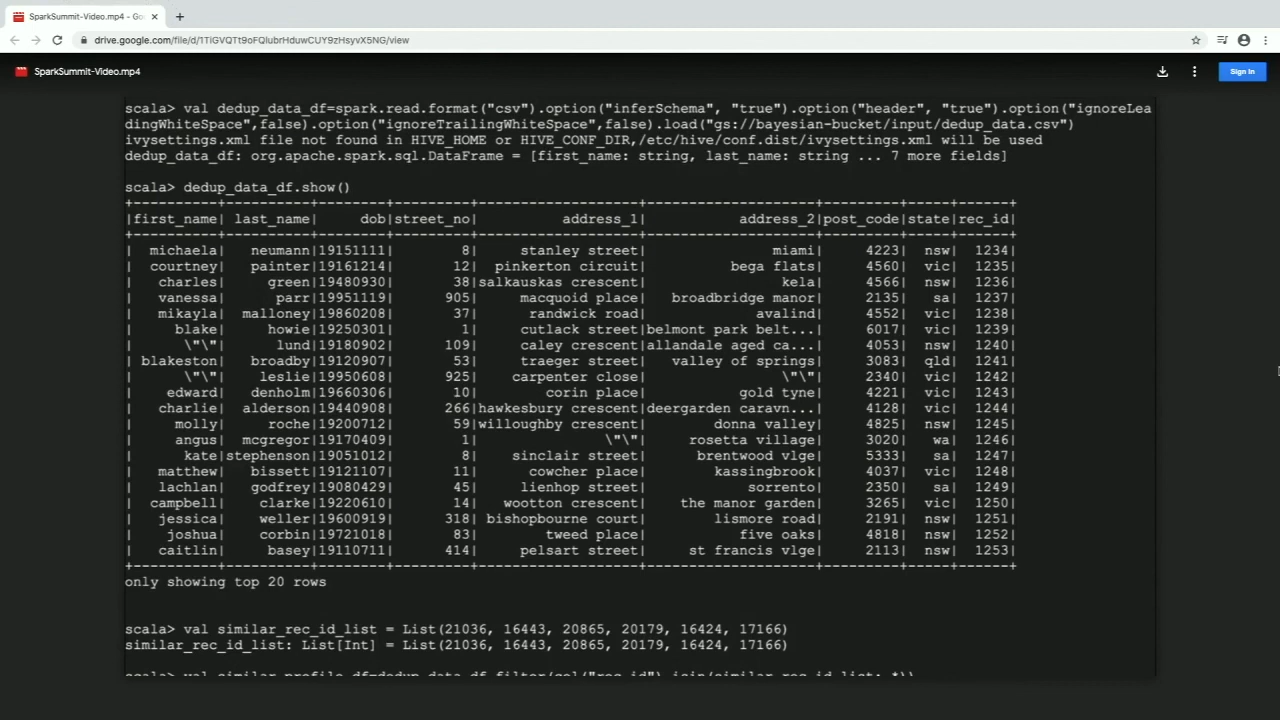 SparkSummit-Video.mp4 - Go
drive.google.com/file/d/1TiGVQTt9oFQlubrHduwCUY9zHsyvX5NG/view
SparkSummit-Video.mp4
Sign in
scala> val dedup_data_df=spark.read.format("csv").option("inferSchema", "true").option("header", "true").option("ignoreLea
dingWhiteSpace",false).option("ignoreTrailingWhiteSpace",false).load("gs://bayesian-bucket/input/dedup_data.csv")
ivysettings.xml file not found in HIVE_HOME or HIVE_CONF_DIR,/etc/hive/conf.dist/ivysettings.xml will be used
dedup_data_df: org.apache.spark.sql.DataFrame = [first_name: string, last_name: string ... 7 more fields]
scala> dedup_data_df.show()
+----------+----------+--------+---------+-------------------+--------------------+---------+-----+------+
|first_name| last_name|     dob|street_no|          address_1|           address_2|post_code|state|rec_id|
+----------+----------+--------+---------+-------------------+--------------------+---------+-----+------+
|  michaela|   neumann|19151111|        8|     stanley street|               miami|     4223|  nsw|  1234|
|  courtney|   painter|19161214|       12|  pinkerton circuit|          bega flats|     4560|  vic|  1235|
|   charles|     green|19480930|       38|salkauskas crescent|                kela|     4566|  nsw|  1236|
|   vanessa|      parr|19951119|      905|     macquoid place|   broadbridge manor|     2135|   sa|  1237|
|   mikayla|  malloney|19860208|       37|      randwick road|             avalind|     4552|  vic|  1238|
|     blake|     howie|19250301|        1|     cutlack street|belmont park belt...|     6017|  vic|  1239|
|      \"\"|      lund|19180902|      109|     caley crescent|allandale aged ca...|     4053|  nsw|  1240|
| blakeston|   broadby|19120907|       53|     traeger street|   valley of springs|     3083|  qld|  1241|
|      \"\"|    leslie|19950608|      925|    carpenter close|                \"\"|     2340|  vic|  1242|
|    edward|   denholm|19660306|       10|        corin place|           gold tyne|     4221|  vic|  1243|
|   charlie|  alderson|19440908|      266|hawkesbury crescent|deergarden caravn...|     4128|  vic|  1244|
|     molly|     roche|19200712|       59|willoughby crescent|        donna valley|     4825|  nsw|  1245|
|     angus|  mcgregor|19170409|        1|               \"\"|     rosetta village|     3020|   wa|  1246|
|      kate|stephenson|19051012|        8|    sinclair street|      brentwood vlge|     5333|   sa|  1247|
|   matthew|   bissett|19121107|       11|      cowcher place|        kassingbrook|     4037|  vic|  1248|
|   lachlan|   godfrey|19080429|       45|     lienhop street|            sorrento|     2350|   sa|  1249|
|  campbell|    clarke|19220610|       14|    wootton crescent|    the manor garden|     3265|  vic|  1250|
|   jessica|    weller|19600919|      318| bishopbourne court|        lismore road|     2191|  nsw|  1251|
|    joshua|    corbin|19721018|       83|        tweed place|           five oaks|     4818|  nsw|  1252|
|   caitlin|     basey|19110711|      414|     pelsart street|     st francis vlge|     2113|  nsw|  1253|
+----------+----------+--------+---------+-------------------+--------------------+---------+-----+------+
only showing top 20 rows
scala> val similar_rec_id_list = List(21036, 16443, 20865, 20179, 16424, 17166)
similar_rec_id_list: List[Int] = List(21036, 16443, 20865, 20179, 16424, 17166)
scala> val similar_profile_df=dedup_data_df.filter(col("rec_id").isin(similar_rec_id_list: _*))